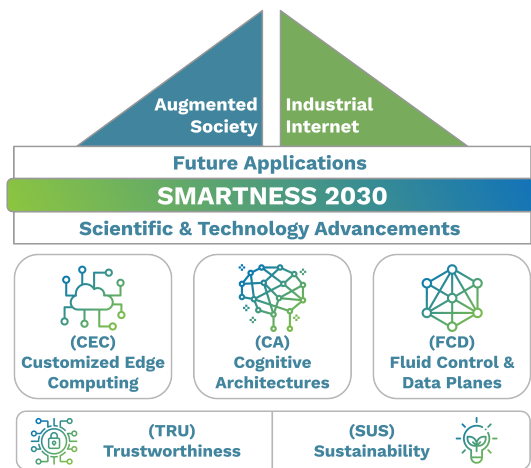 Augmented
Society
Industrial
Internet
Future Applications
SMARTNESS 2030
Scientific & Technology Advancements
(CEC)
Customized Edge
Computing
(CA)
Cognitive
Architectures
(FCD)
Fluid Control &
Data Planes
(TRU)
Trustworthiness
(SUS)
Sustainability